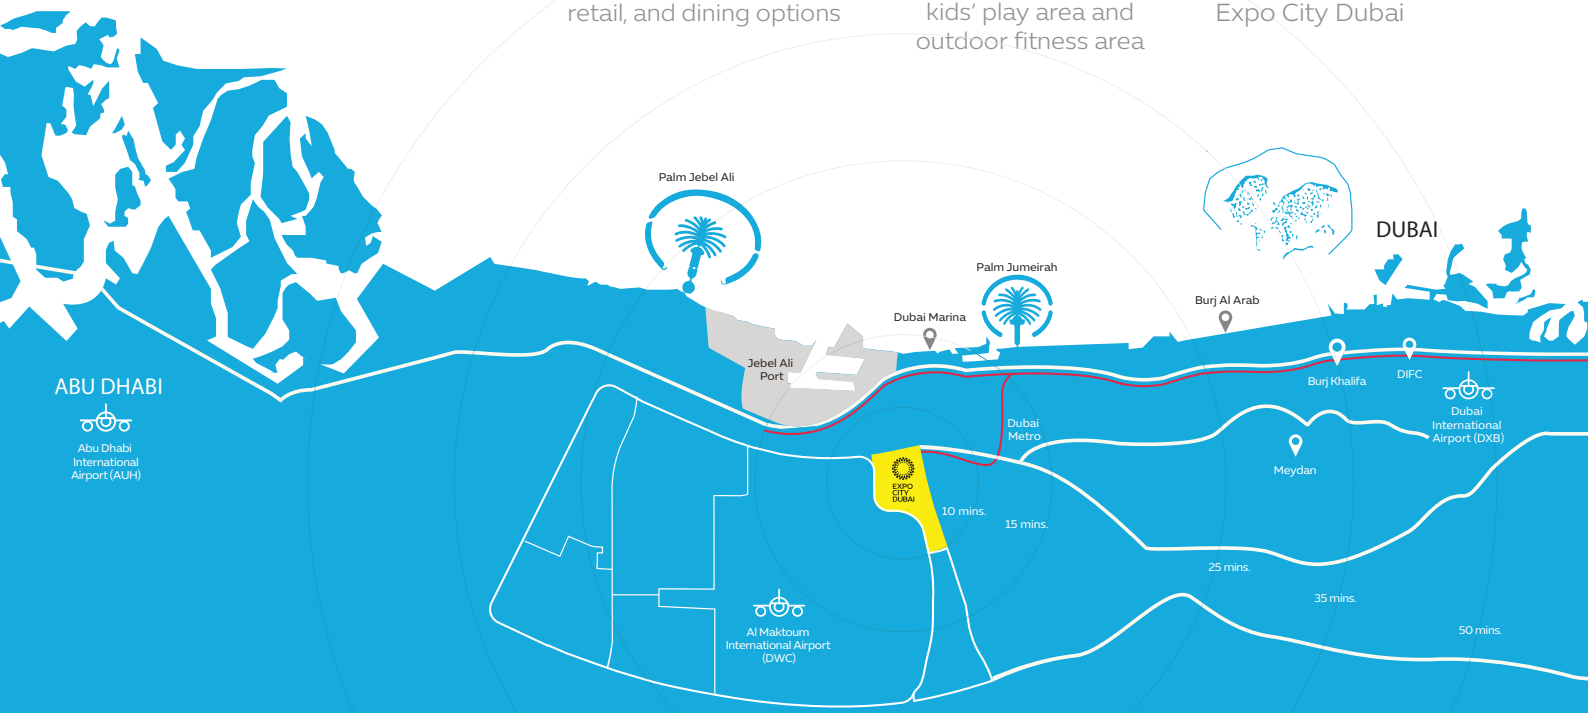 retail, and dining options
kids’ play area and
outdoor fitness area
Expo City Dubai
Palm Jebel Ali
DUBAI
Palm Jumeirah
Burj Al Arab
Dubai Marina
Jebel Ali
Port
Burj Khalifa
DIFC
ABU DHABI
Abu Dhabi
International
Airport (AUH)
Dubai
International
Airport (DXB)
Dubai
Metro
Meydan
EXPO
CITY
DUBAI
10 mins.
15 mins.
25 mins.
35 mins.
50 mins.
Al Maktoum
International Airport
(DWC)